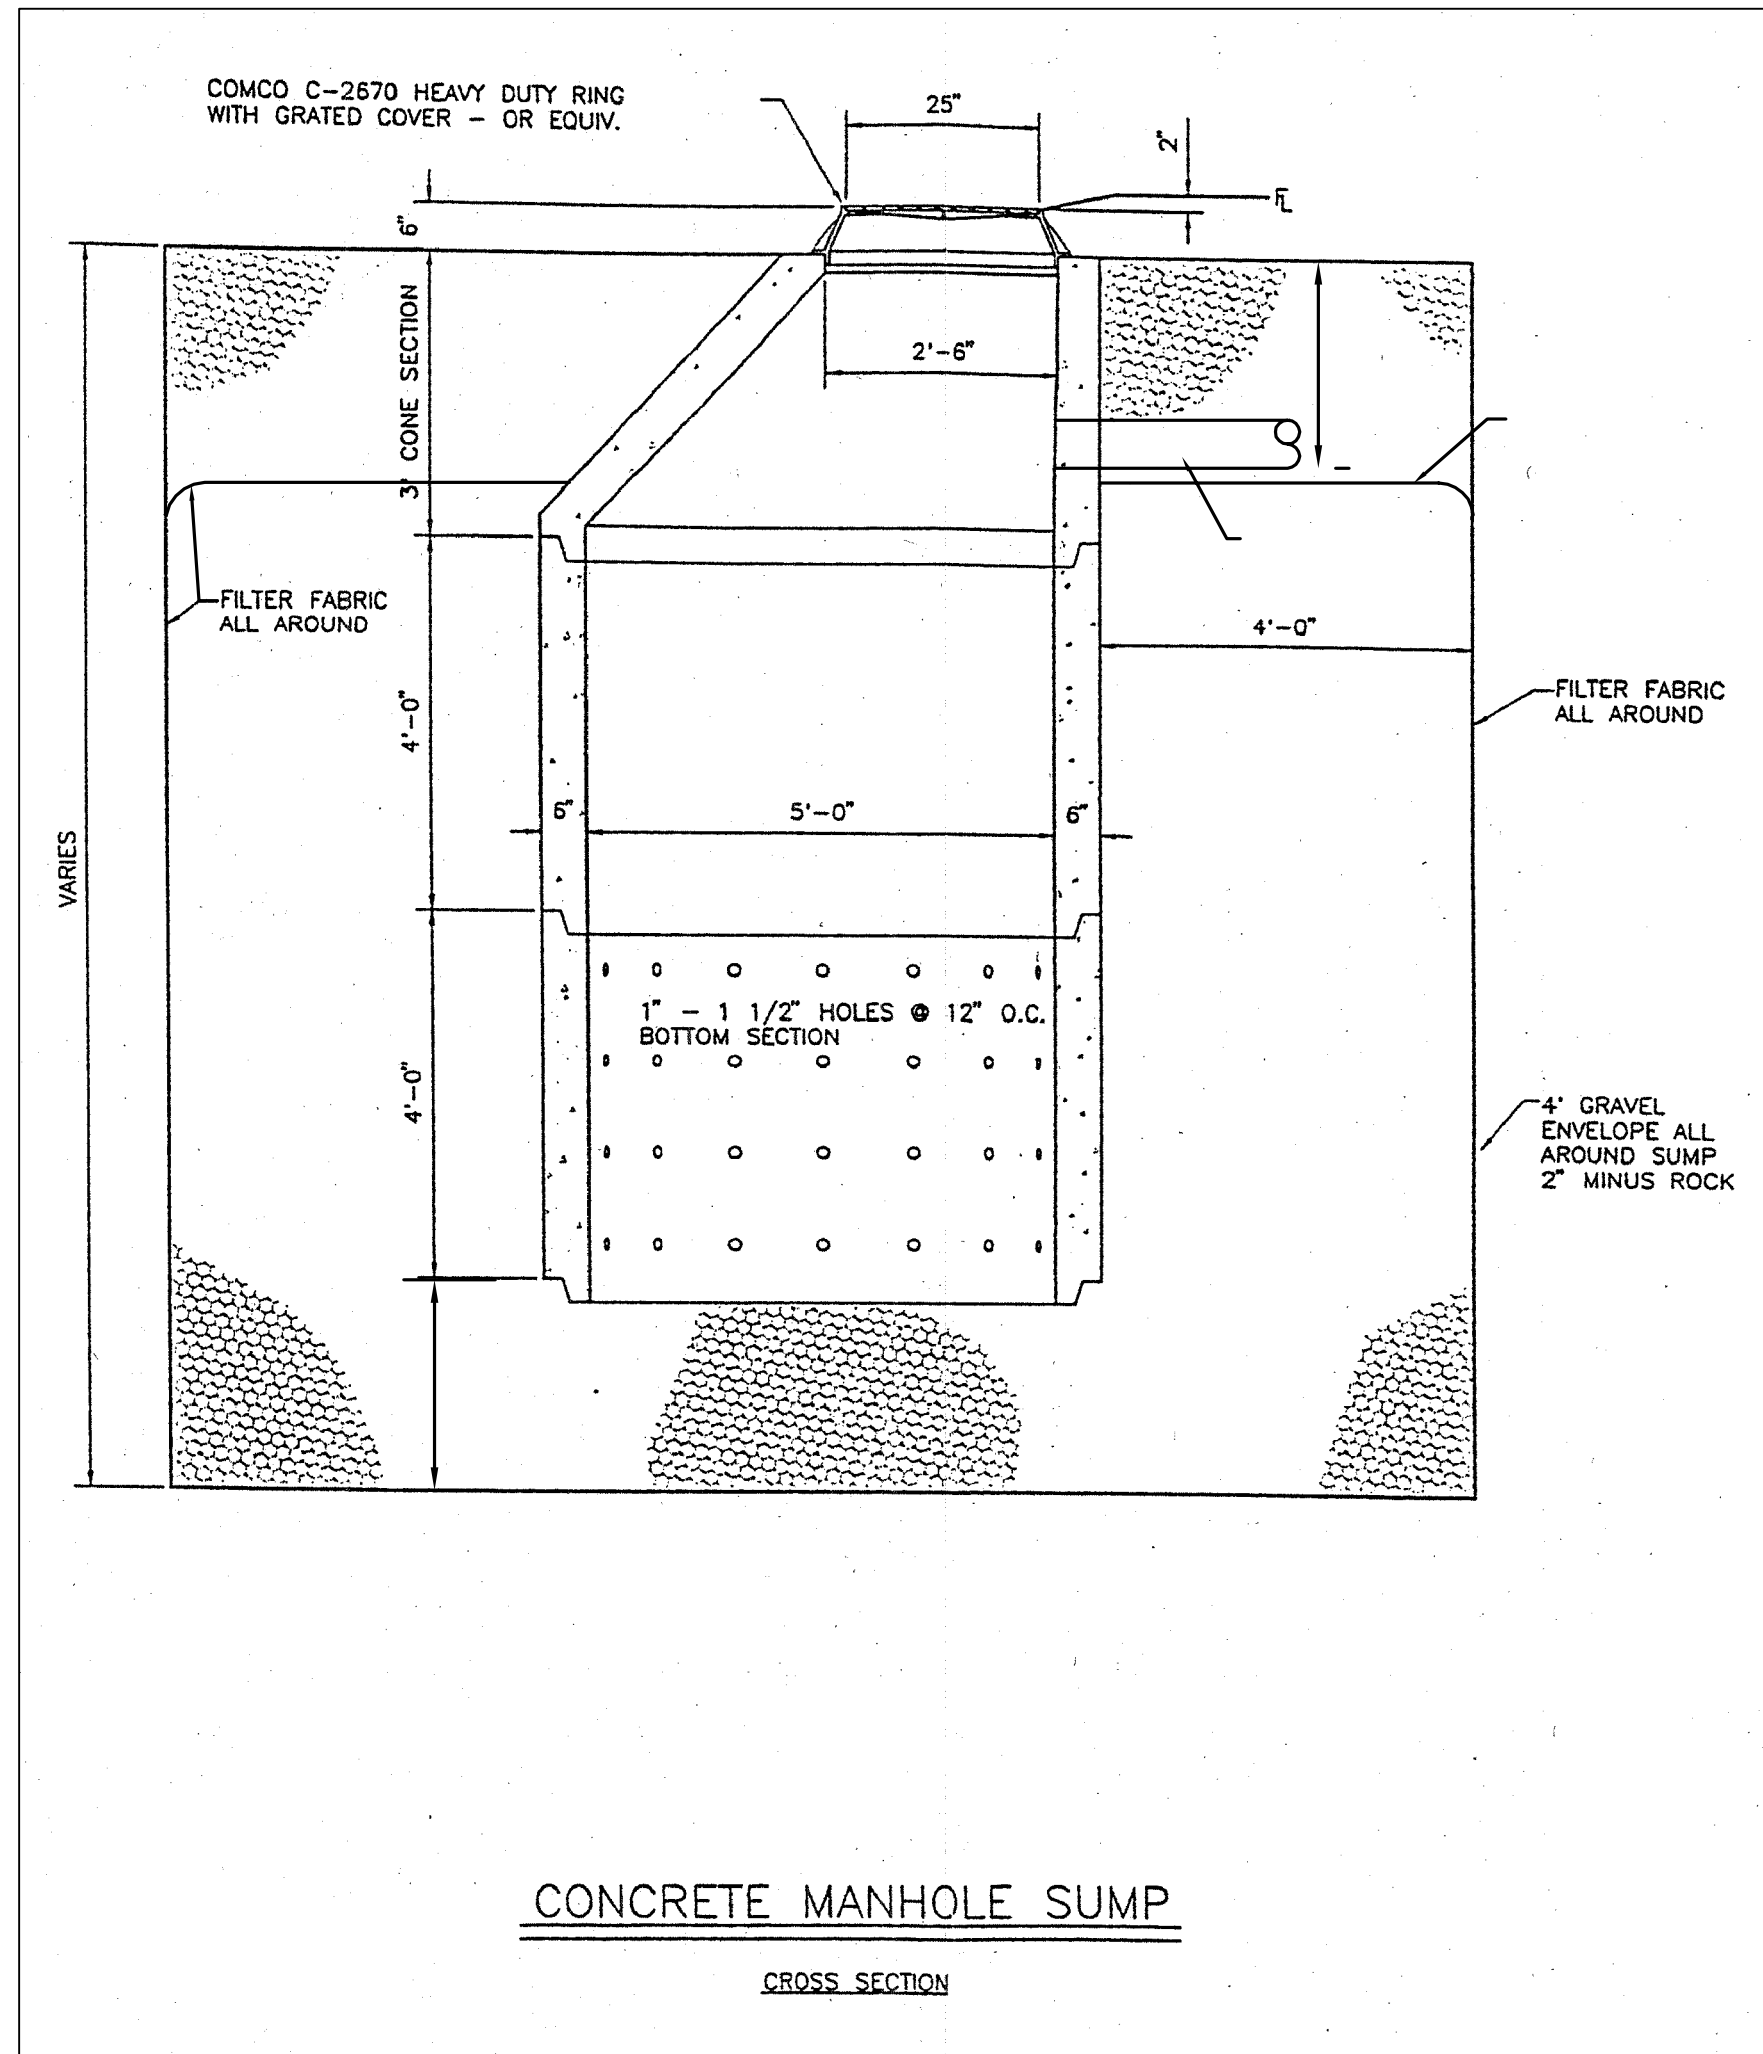 COMCO C-2670 HEAVY DUTY RING
WITH GRATED COVER - OR EQUIV.
25"
2"
FL
6"
3' CONE SECTION
2'-6"
FILTER FABRIC
ALL AROUND
4'-0"
4'-0"
FILTER FABRIC
ALL AROUND
6"
5'-0"
6"
VARIES
1" - 1 1/2" HOLES @ 12" O.C.
BOTTOM SECTION
4'-0"
4' GRAVEL
ENVELOPE ALL
AROUND SUMP
2" MINUS ROCK
CONCRETE MANHOLE SUMP
CROSS SECTION